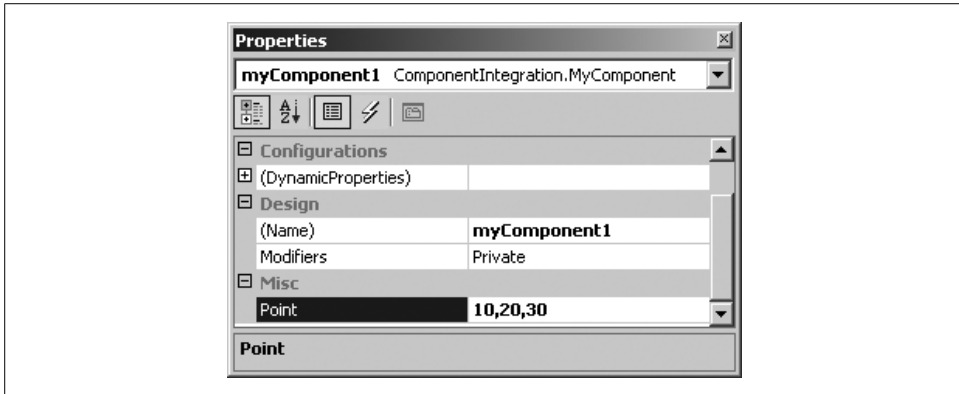 Properties
myComponent1 ComponentIntegration.MyComponent
Configurations
(DynamicProperties)
Design
(Name) myComponent1
Modifiers Private
Misc
Point 10,20,30
Point